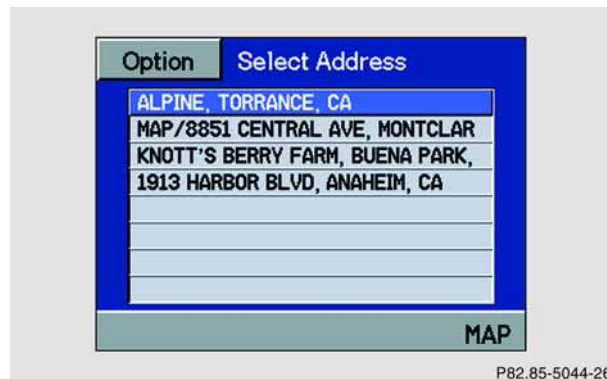 Option Select Address
ALPINE, TORRANCE, CA
MAP/8851 CENTRAL AVE, MONTCLAR
KNOTT'S BERRY FARM, BUENA PARK,
1913 HARBOR BLVD, ANAHEIM, CA
MAP
P82.85-5044-26